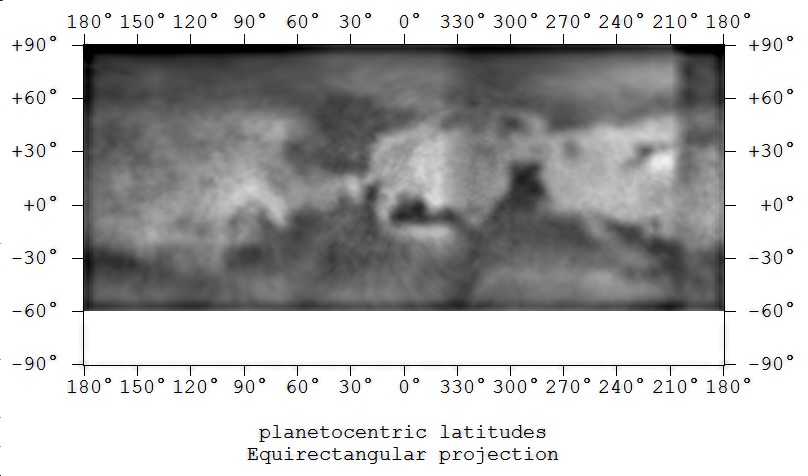 180° 150° 120° 90° 60° 30° 0° 330° 300° 270° 240° 210° 180°
+90° +90°
+60° +60°
+30° +30°
+0° +0°
−30° −30°
−60° −60°
−90° −90°
180° 150° 120° 90° 60° 30° 0° 330° 300° 270° 240° 210° 180°
planetocentric latitudes
Equirectangular projection